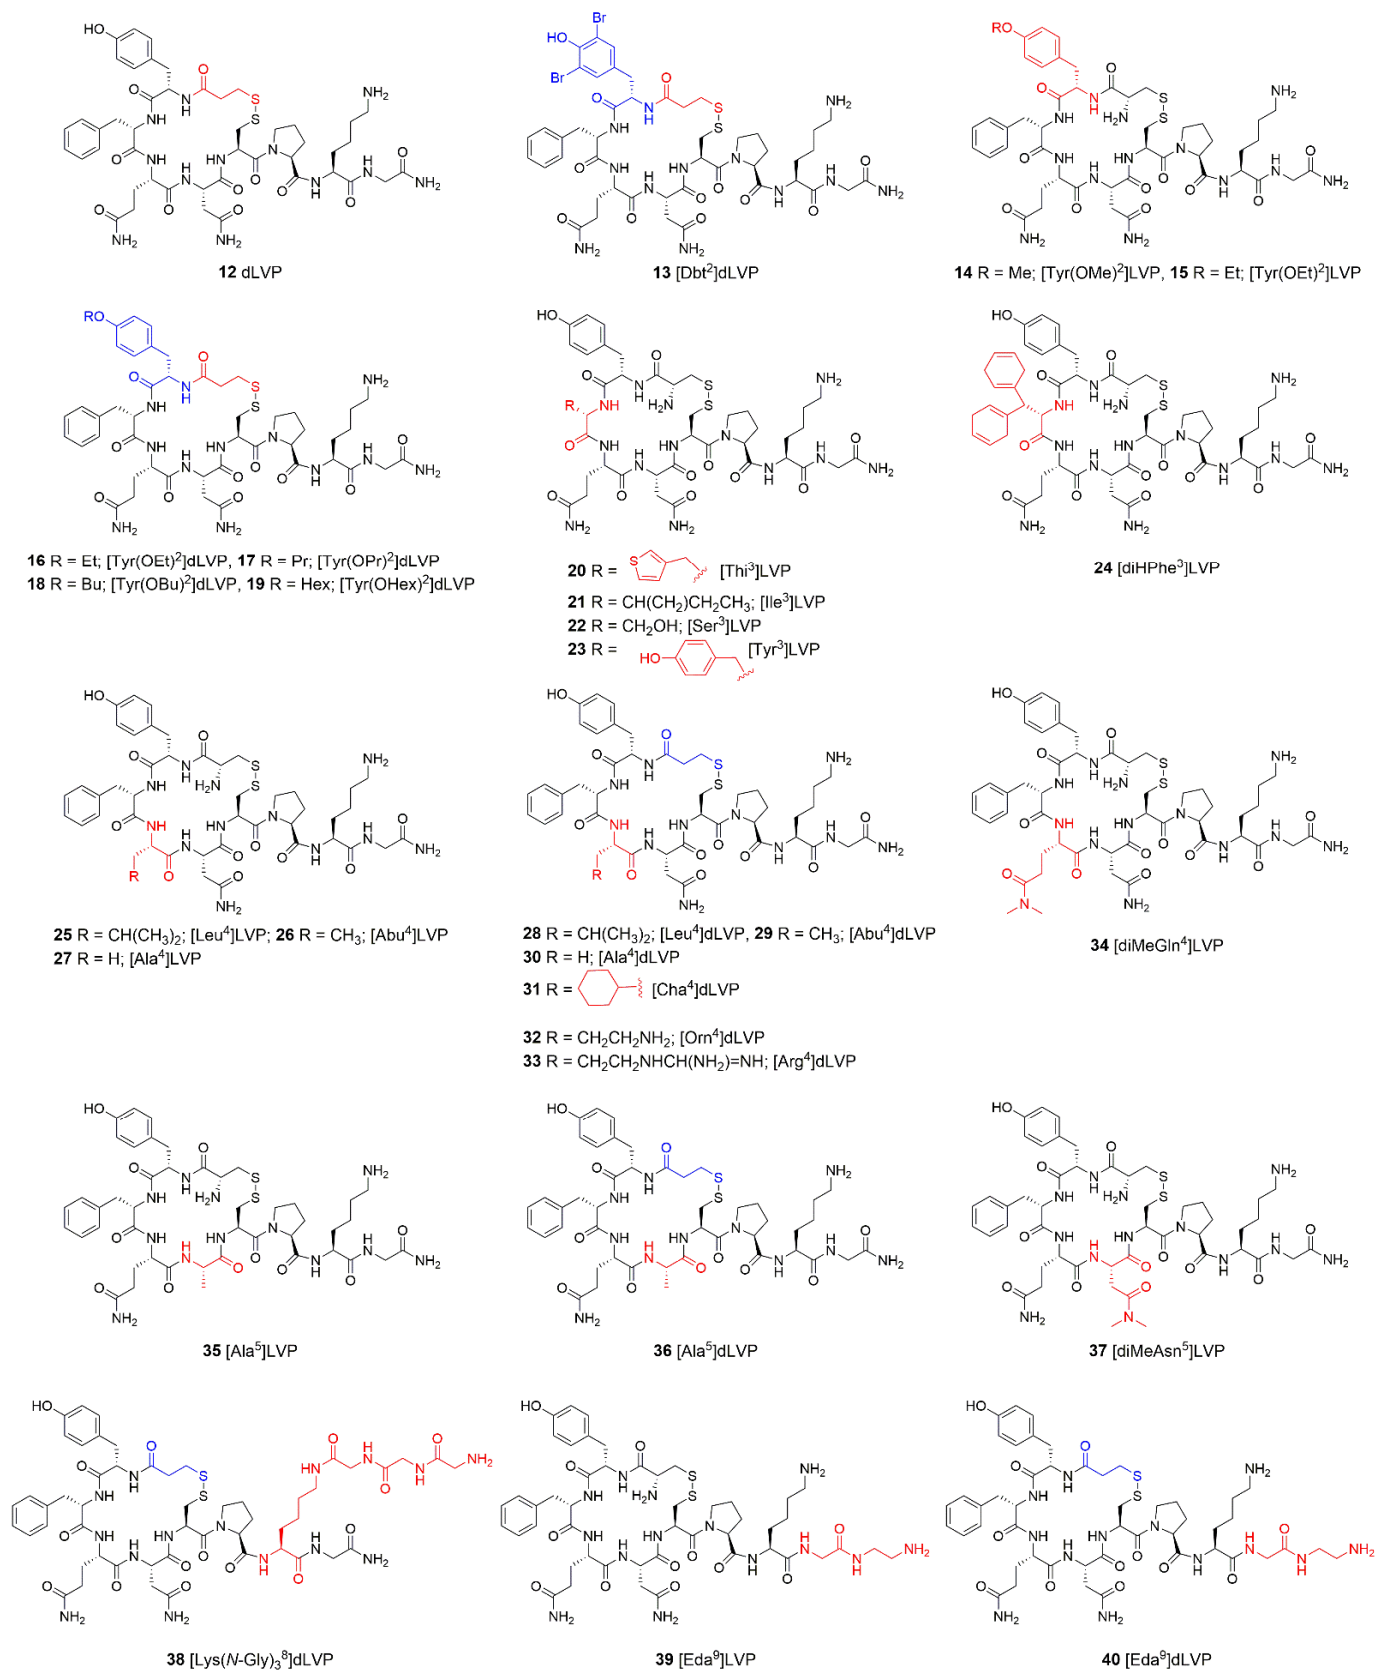 12 dLVP
13 [Dbt²]dLVP
14 R = Me; [Tyr(OMe)²]LVP, 15 R = Et; [Tyr(OEt)²]LVP
16 R = Et; [Tyr(OEt)²]dLVP, 17 R = Pr; [Tyr(OPr)²]dLVP
18 R = Bu; [Tyr(OBu)²]dLVP, 19 R = Hex; [Tyr(OHex)²]dLVP
20 R = [Thi³]LVP
21 R = CH(CH₂)CH₂CH₃; [Ile³]LVP
22 R = CH₂OH; [Ser³]LVP
23 R = [Tyr³]LVP
24 [diHPhe³]LVP
25 R = CH(CH₃)₂; [Leu⁴]LVP; 26 R = CH₃; [Abu⁴]LVP
27 R = H; [Ala⁴]LVP
28 R = CH(CH₃)₂; [Leu⁴]dLVP, 29 R = CH₃; [Abu⁴]dLVP
30 R = H; [Ala⁴]dLVP
31 R = [Cha⁴]dLVP
32 R = CH₂CH₂NH₂; [Orn⁴]dLVP
33 R = CH₂CH₂NHCH(NH₂)=NH; [Arg⁴]dLVP
34 [diMeGln⁴]LVP
35 [Ala⁵]LVP
36 [Ala⁵]dLVP
37 [diMeAsn⁵]LVP
38 [Lys(N-Gly)₃⁸]dLVP
39 [Eda⁹]LVP
40 [Eda⁹]dLVP